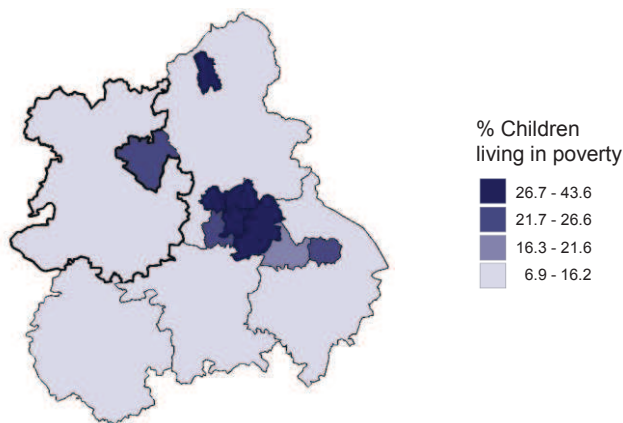 % Children
living in poverty
26.7 - 43.6
21.7 - 26.6
16.3 - 21.6
6.9 - 16.2